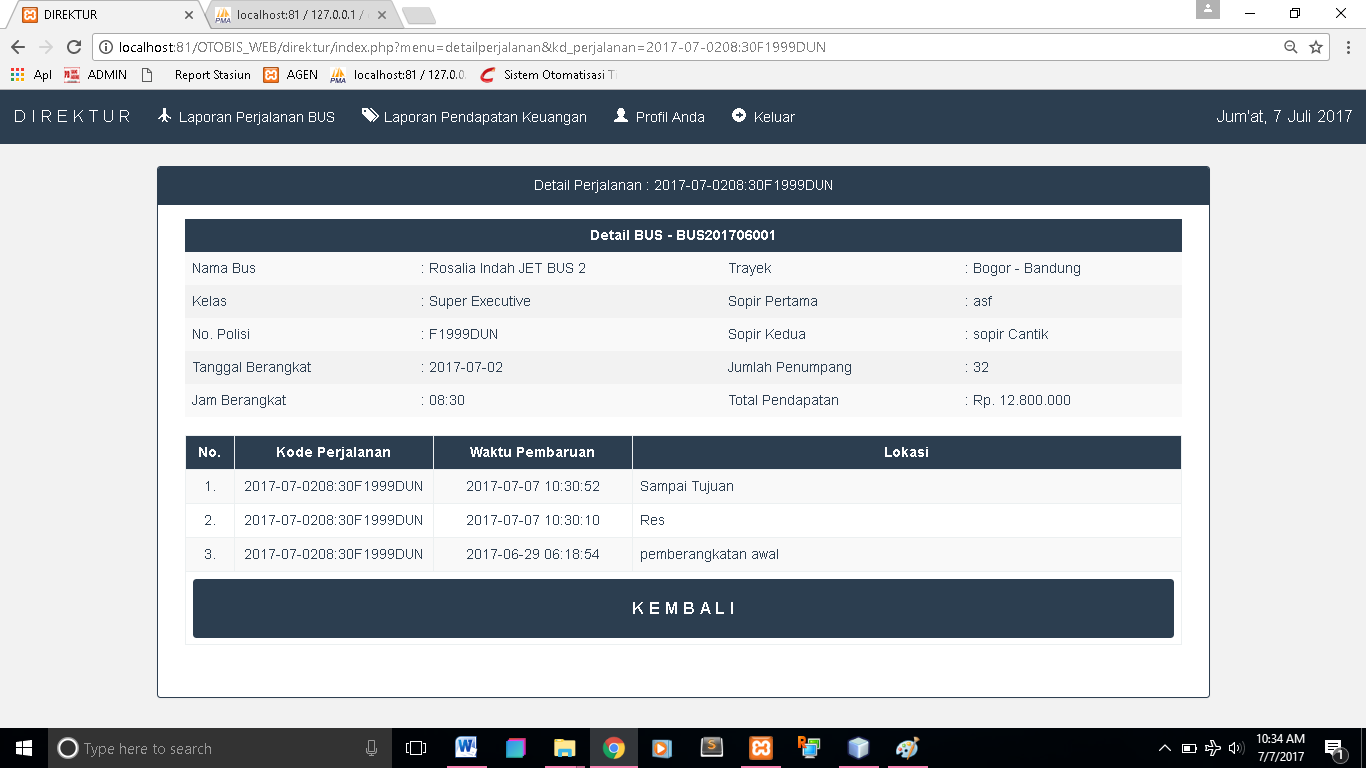 DIREKTUR
localhost:81 / 127.0.0.1 /
localhost:81/OTOBIS_WEB/direktur/index.php?menu=detailperjalanan&kd_perjalanan=2017-07-0208:30F1999DUN
Apl ADMIN Report Stasiun AGEN localhost:81 / 127.0.0. Sistem Otomatisasi Ti
DIREKTUR Laporan Perjalanan BUS Laporan Pendapatan Keuangan Profil Anda Keluar Jum'at, 7 Juli 2017
Detail Perjalanan : 2017-07-0208:30F1999DUN
Detail BUS - BUS201706001
Nama Bus : Rosalia Indah JET BUS 2 Trayek : Bogor - Bandung
Kelas : Super Executive Sopir Pertama : asf
No. Polisi : F1999DUN Sopir Kedua : sopir Cantik
Tanggal Berangkat : 2017-07-02 Jumlah Penumpang : 32
Jam Berangkat : 08:30 Total Pendapatan : Rp. 12.800.000
No. Kode Perjalanan Waktu Pembaruan Lokasi
1. 2017-07-0208:30F1999DUN 2017-07-07 10:30:52 Sampai Tujuan
2. 2017-07-0208:30F1999DUN 2017-07-07 10:30:10 Res
3. 2017-07-0208:30F1999DUN 2017-06-29 06:18:54 pemberangkatan awal
KEMBALI
Type here to search
10:34 AM
7/7/2017
1